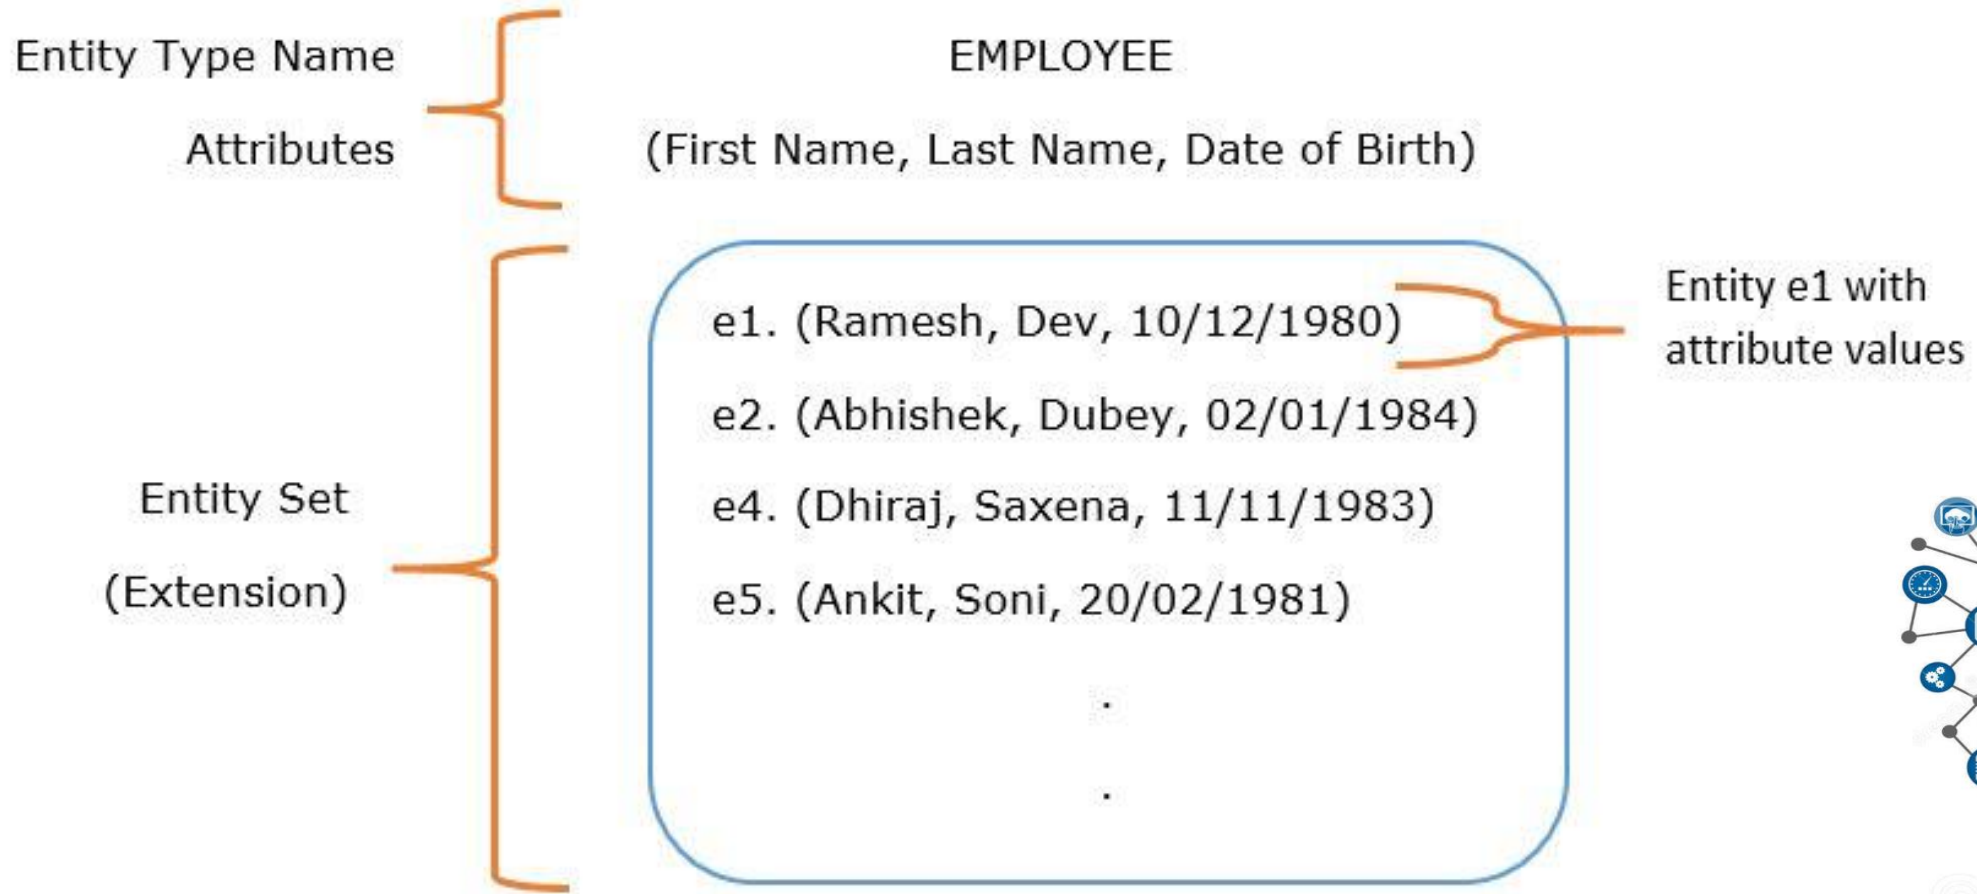 Entity Type Name
EMPLOYEE
Attributes
(First Name, Last Name, Date of Birth)
e1. (Ramesh, Dev, 10/12/1980)
Entity e1 with
attribute values
e2. (Abhishek, Dubey, 02/01/1984)
Entity Set
(Extension)
e4. (Dhiraj, Saxena, 11/11/1983)
e5. (Ankit, Soni, 20/02/1981)
.
.